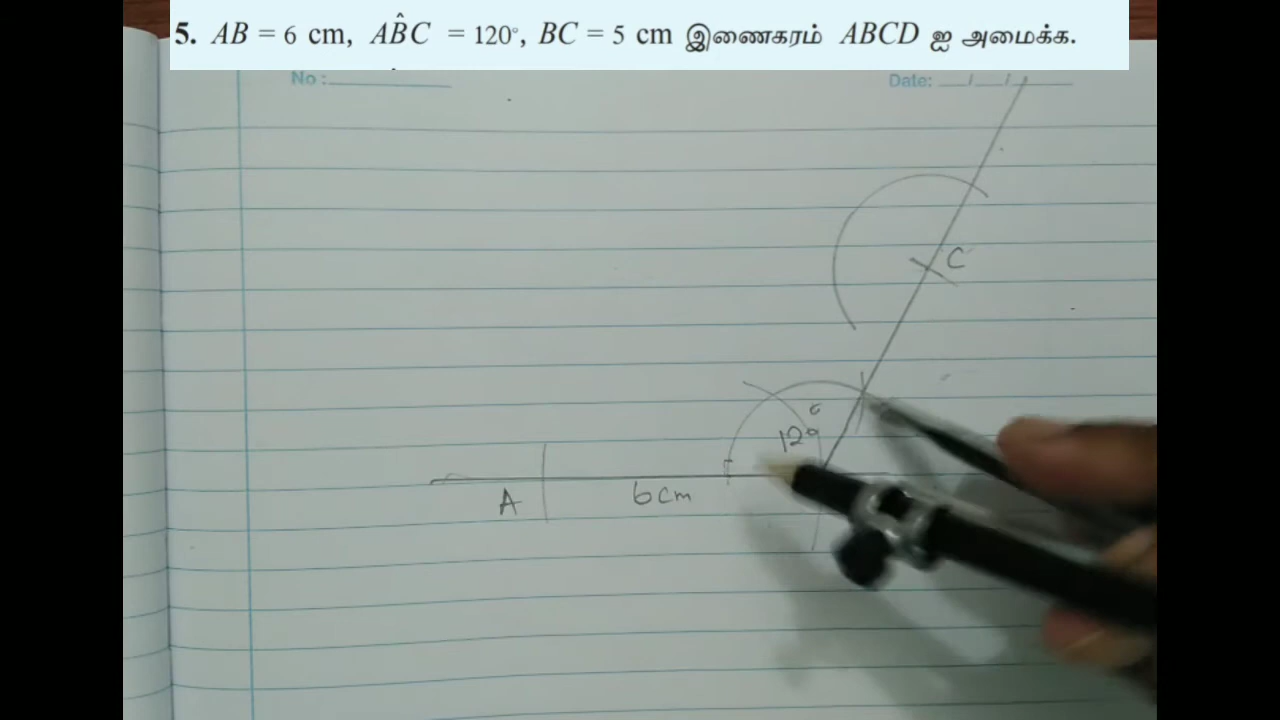 5. AB = 6 cm, AB̂C = 120°, BC = 5 cm இணைகரம் ABCD ஐ அமைக்க.
No : Date:
C
120°
A 6cm